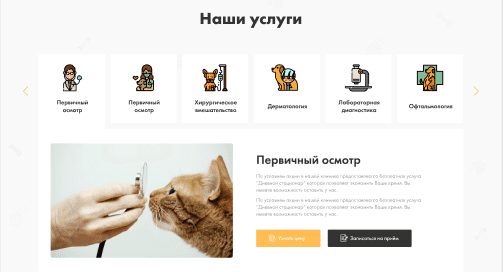 Наши услуги
Первичный
осмотр
Первичный
осмотр
Хирургическое
вмешательство
Дерматология
Лабораторная
диагностика
Офтальмология
Первичный осмотр
По условиям акции в нашей клинике предоставляется бесплатная услуга
"Дневной стационар" которая позволяет экономить Ваше время. Вы
имеете возможность оставить у нас.
По условиям акции в нашей клинике предоставляется бесплатная услуга
"Дневной стационар" которая позволяет экономить Ваше время. Вы
имеете возможность оставить у нас.
Узнать цену
Записаться на приём